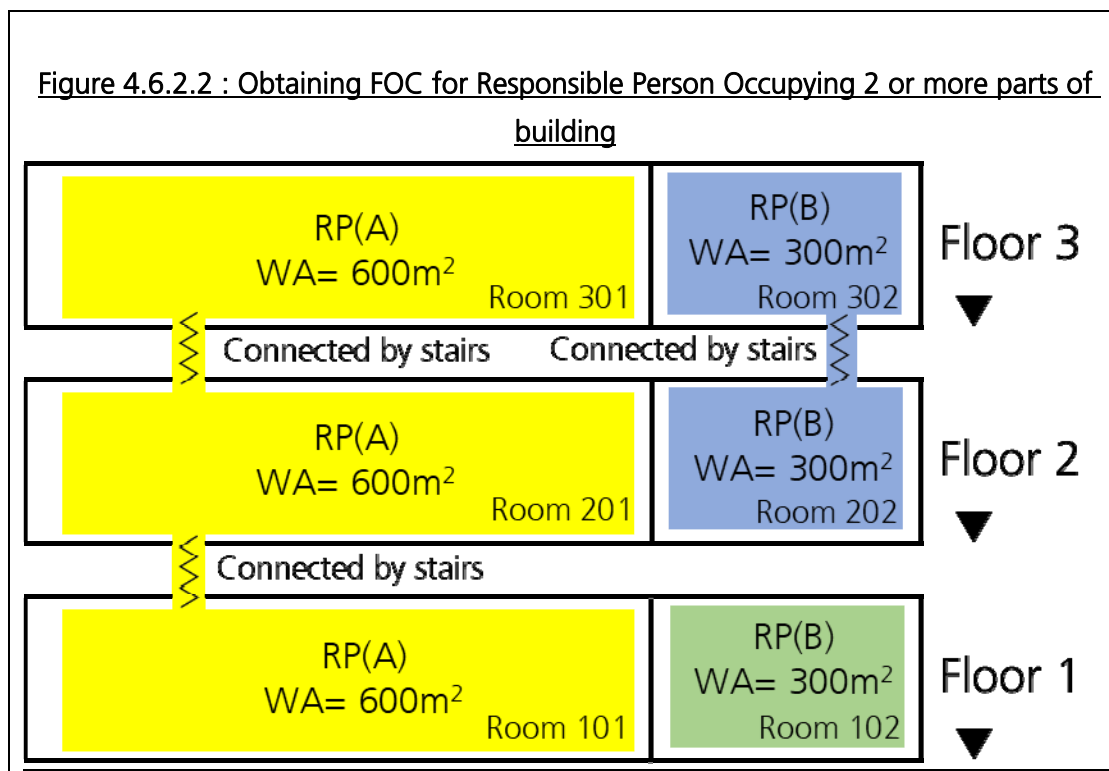 Figure 4.6.2.2 : Obtaining FOC for Responsible Person Occupying 2 or more parts of
building
RP(A)
WA= 600m²
Room 301
RP(B)
WA= 300m²
Room 302
Floor 3
Connected by stairs
Connected by stairs
RP(A)
WA= 600m²
Room 201
RP(B)
WA= 300m²
Room 202
Floor 2
Connected by stairs
RP(A)
WA= 600m²
Room 101
RP(B)
WA= 300m²
Room 102
Floor 1